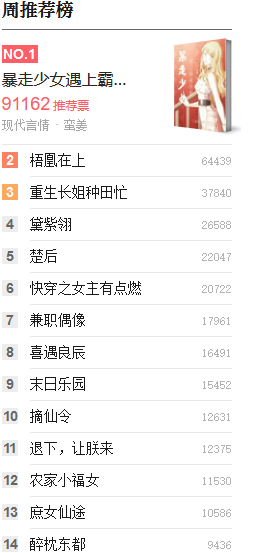 周推荐榜
NO.1
暴走少女遇上霸...
91162 推荐票
现代言情 · 蛮姜
暴走少
2 梧凰在上 64439
3 重生长姐种田忙 37840
4 黛紫翎 26588
5 楚后 22047
6 快穿之女主有点燃 20722
7 兼职偶像 17961
8 喜遇良辰 16491
9 末日乐园 15452
10 摘仙令 12631
11 退下，让朕来 12375
12 农家小福女 11530
13 庶女仙途 10586
14 醉枕东都 9436